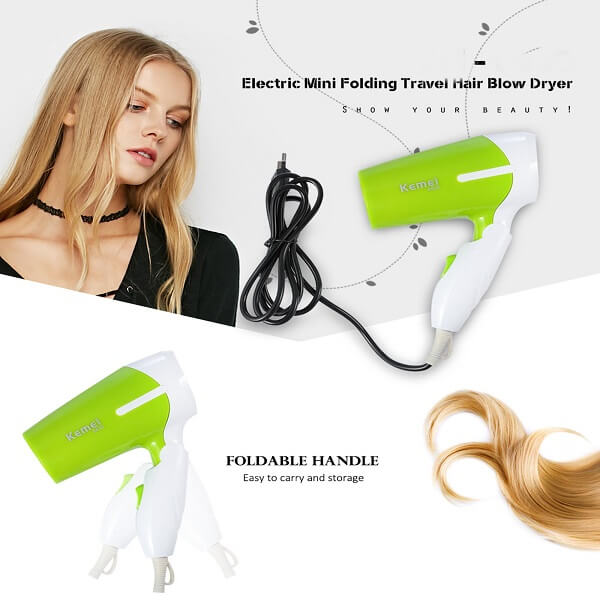 Electric Mini Folding Travel Hair Blow Dryer
SHOW YOUR BEAUTY!
Kemei
Kemei
FOLDABLE HANDLE
Easy to carry and storage